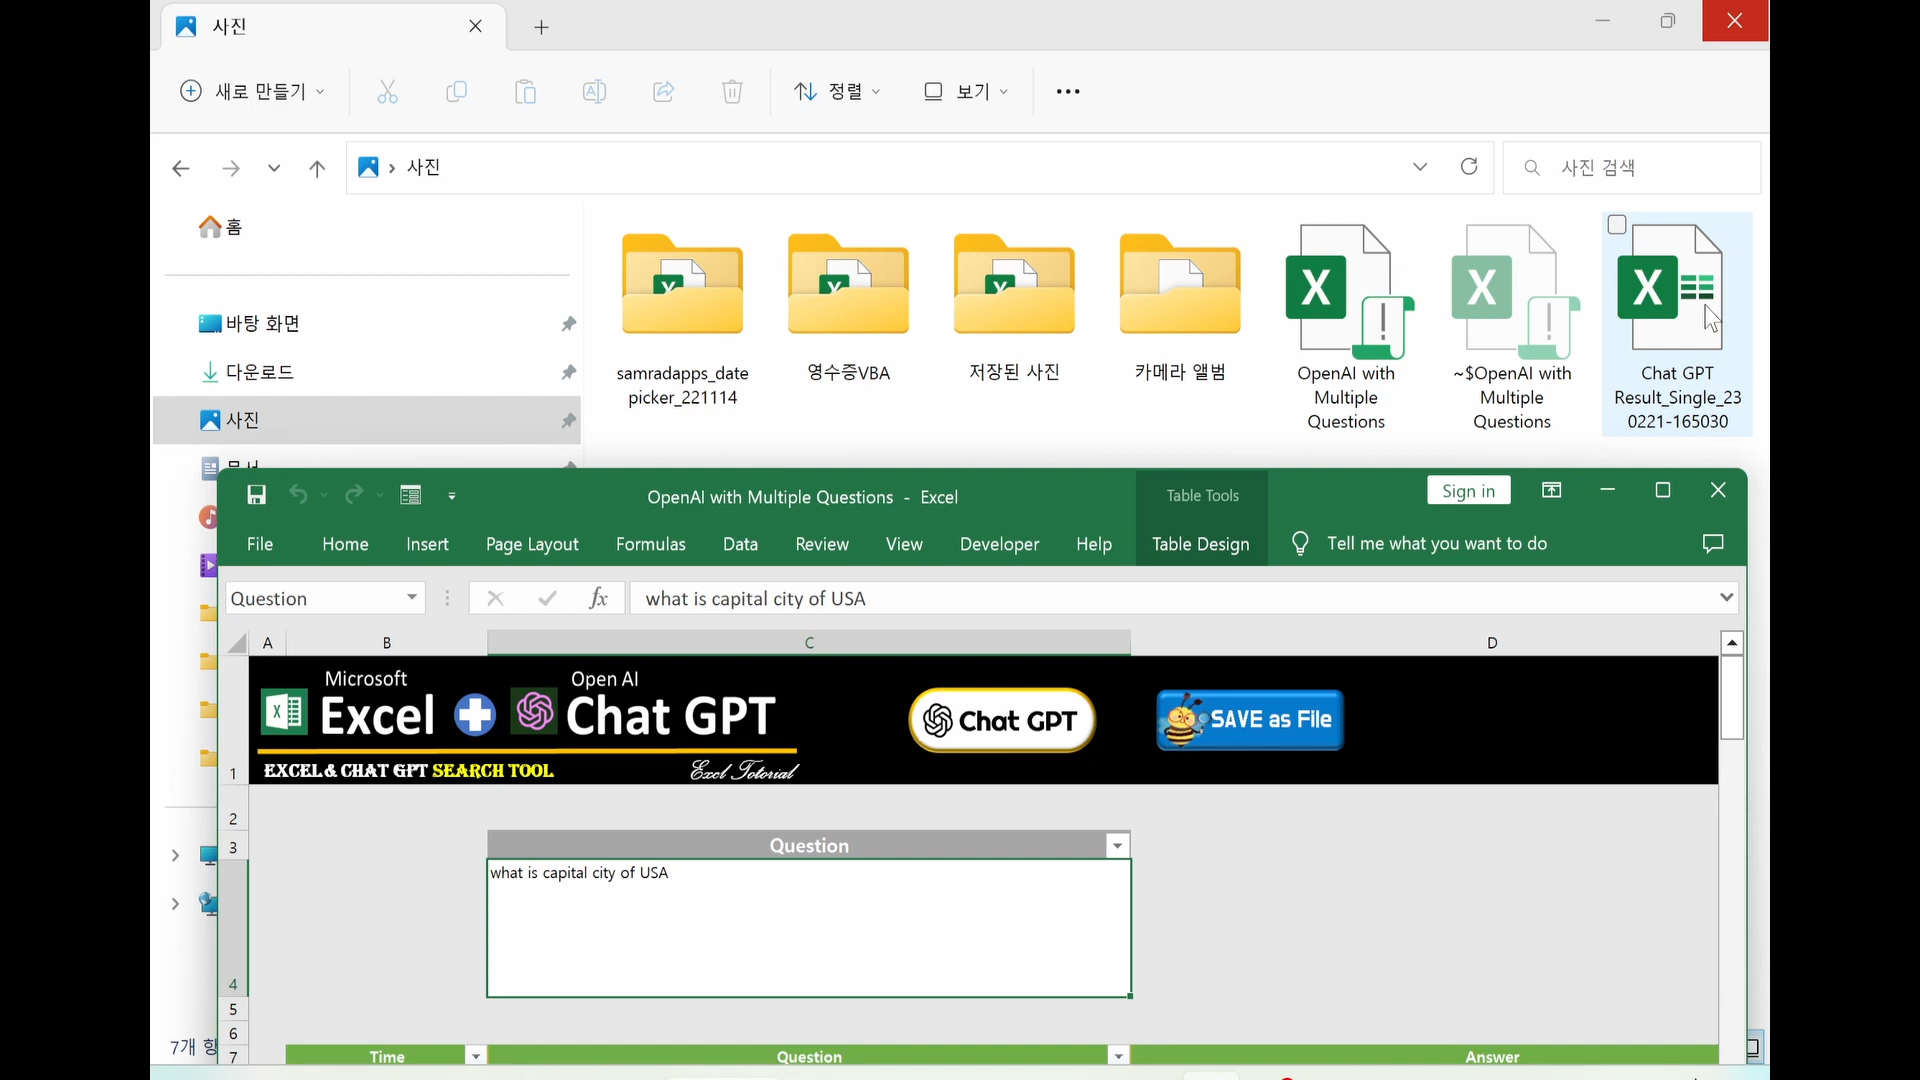 사진
새로 만들기
정렬
보기
사진
사진 검색
홈
바탕 화면
다운로드
사진
samradapps_date
picker_221114
영수증VBA
저장된 사진
카메라 앨범
OpenAI with
Multiple
Questions
~$OpenAI with
Multiple
Questions
Chat GPT
Result_Single_23
0221-165030
OpenAI with Multiple Questions - Excel
Table Tools
Sign in
File Home Insert Page Layout Formulas Data Review View Developer Help Table Design Tell me what you want to do
Question
fx
what is capital city of USA
A B C D
Microsoft
Excel
Open AI
Chat GPT
Chat GPT
SAVE as File
EXCEL & CHAT GPT SEARCH TOOL
Excel Totorial
1
2
3
Question
what is capital city of USA
4
5
6
7개 항
7
Time Question Answer